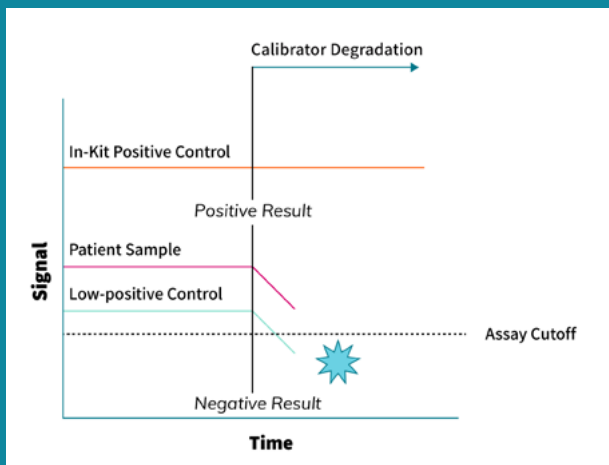 Calibrator Degradation
In-Kit Positive Control
Positive Result
Patient Sample
Low-positive Control
Assay Cutoff
Negative Result
Signal
Time